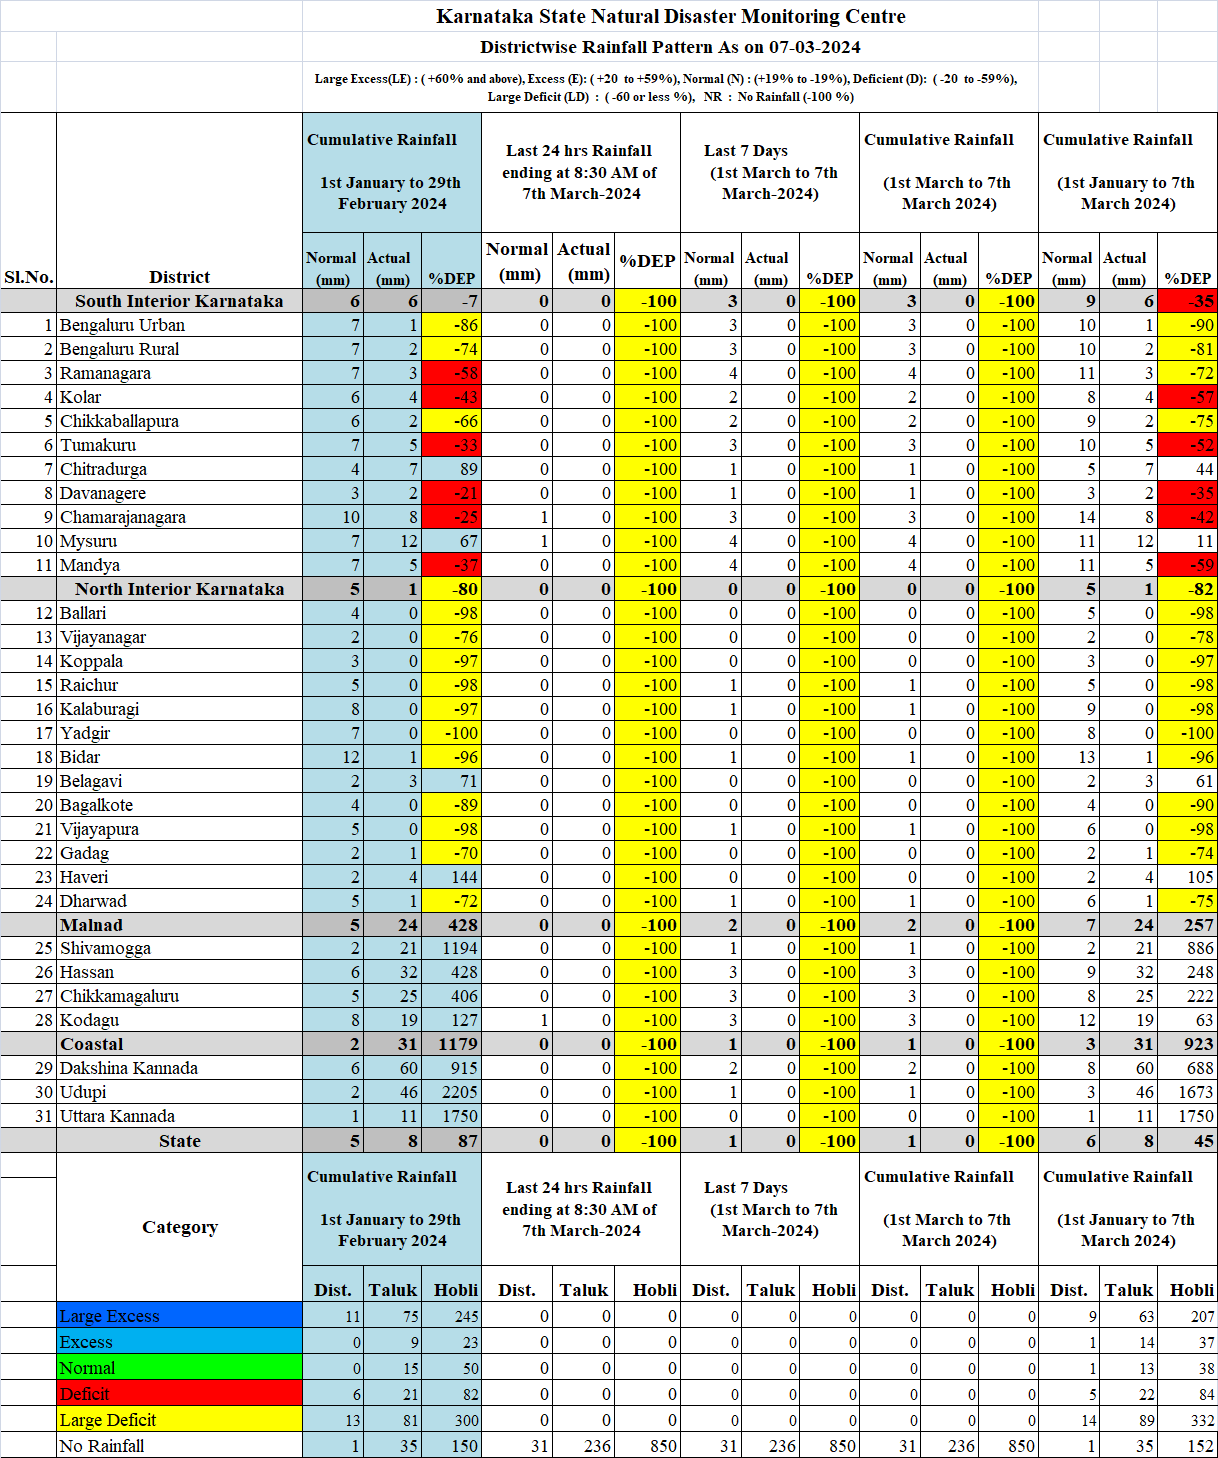 Karnataka State Natural Disaster Monitoring Centre
Districtwise Rainfall Pattern As on 07-03-2024
Large Excess(LE) : ( +60% and above), Excess (E): ( +20 to +59%), Normal (N) : (+19% to -19%), Deficient (D): ( -20 to -59%),
Large Deficit (LD) : ( -60 or less %), NR : No Rainfall (-100 %)
Sl.No. District
Cumulative Rainfall
1st January to 29th
February 2024
Last 24 hrs Rainfall
ending at 8:30 AM of
7th March-2024
Last 7 Days
(1st March to 7th
March-2024)
Cumulative Rainfall
(1st March to 7th
March 2024)
Cumulative Rainfall
(1st January to 7th
March 2024)
Normal (mm) Actual (mm) %DEP Normal (mm) Actual (mm) %DEP Normal (mm) Actual (mm) %DEP Normal (mm) Actual (mm) %DEP Normal (mm) Actual (mm) %DEP
South Interior Karnataka 6 6 -7 0 0 -100 3 0 -100 3 0 -100 9 6 -35
1 Bengaluru Urban 7 1 -86 0 0 -100 3 0 -100 3 0 -100 10 1 -90
2 Bengaluru Rural 7 2 -74 0 0 -100 3 0 -100 3 0 -100 10 2 -81
3 Ramanagara 7 3 -58 0 0 -100 4 0 -100 4 0 -100 11 3 -72
4 Kolar 6 4 -43 0 0 -100 2 0 -100 2 0 -100 8 4 -57
5 Chikkaballapura 6 2 -66 0 0 -100 2 0 -100 2 0 -100 9 2 -75
6 Tumakuru 7 5 -33 0 0 -100 3 0 -100 3 0 -100 10 5 -52
7 Chitradurga 4 7 89 0 0 -100 1 0 -100 1 0 -100 5 7 44
8 Davanagere 3 2 -21 0 0 -100 1 0 -100 1 0 -100 3 2 -35
9 Chamarajanagara 10 8 -25 1 0 -100 3 0 -100 3 0 -100 14 8 -42
10 Mysuru 7 12 67 1 0 -100 4 0 -100 4 0 -100 11 12 11
11 Mandya 7 5 -37 0 0 -100 4 0 -100 4 0 -100 11 5 -59
North Interior Karnataka 5 1 -80 0 0 -100 0 0 -100 0 0 -100 5 1 -82
12 Ballari 4 0 -98 0 0 -100 0 0 -100 0 0 -100 5 0 -98
13 Vijayanagar 2 0 -76 0 0 -100 0 0 -100 0 0 -100 2 0 -78
14 Koppala 3 0 -97 0 0 -100 0 0 -100 0 0 -100 3 0 -97
15 Raichur 5 0 -98 0 0 -100 1 0 -100 1 0 -100 5 0 -98
16 Kalaburagi 8 0 -97 0 0 -100 1 0 -100 1 0 -100 9 0 -98
17 Yadgir 7 0 -100 0 0 -100 0 0 -100 0 0 -100 8 0 -100
18 Bidar 12 1 -96 0 0 -100 1 0 -100 1 0 -100 13 1 -96
19 Belagavi 2 3 71 0 0 -100 0 0 -100 0 0 -100 2 3 61
20 Bagalkote 4 0 -89 0 0 -100 0 0 -100 0 0 -100 4 0 -90
21 Vijayapura 5 0 -98 0 0 -100 1 0 -100 1 0 -100 6 0 -98
22 Gadag 2 1 -70 0 0 -100 0 0 -100 0 0 -100 2 1 -74
23 Haveri 2 4 144 0 0 -100 0 0 -100 0 0 -100 2 4 105
24 Dharwad 5 1 -72 0 0 -100 1 0 -100 1 0 -100 6 1 -75
Malnad 5 24 428 0 0 -100 2 0 -100 2 0 -100 7 24 257
25 Shivamogga 2 21 1194 0 0 -100 1 0 -100 1 0 -100 2 21 886
26 Hassan 6 32 428 0 0 -100 3 0 -100 3 0 -100 9 32 248
27 Chikkamagaluru 5 25 406 0 0 -100 3 0 -100 3 0 -100 8 25 222
28 Kodagu 8 19 127 1 0 -100 3 0 -100 3 0 -100 12 19 63
Coastal 2 31 1179 0 0 -100 1 0 -100 1 0 -100 3 31 923
29 Dakshina Kannada 6 60 915 0 0 -100 2 0 -100 2 0 -100 8 60 688
30 Udupi 2 46 2205 0 0 -100 1 0 -100 1 0 -100 3 46 1673
31 Uttara Kannada 1 11 1750 0 0 -100 0 0 -100 0 0 -100 1 11 1750
State 5 8 87 0 0 -100 1 0 -100 1 0 -100 6 8 45
Category
Cumulative Rainfall
1st January to 29th
February 2024
Last 24 hrs Rainfall
ending at 8:30 AM of
7th March-2024
Last 7 Days
(1st March to 7th
March-2024)
Cumulative Rainfall
(1st March to 7th
March 2024)
Cumulative Rainfall
(1st January to 7th
March 2024)
Dist. Taluk Hobli Dist. Taluk Hobli Dist. Taluk Hobli Dist. Taluk Hobli Dist. Taluk Hobli
Large Excess 11 75 245 0 0 0 0 0 0 0 0 0 9 63 207
Excess 0 9 23 0 0 0 0 0 0 0 0 0 1 14 37
Normal 0 15 50 0 0 0 0 0 0 0 0 0 1 13 38
Deficit 6 21 82 0 0 0 0 0 0 0 0 0 5 22 84
Large Deficit 13 81 300 0 0 0 0 0 0 0 0 0 14 89 332
No Rainfall 1 35 150 31 236 850 31 236 850 31 236 850 1 35 152